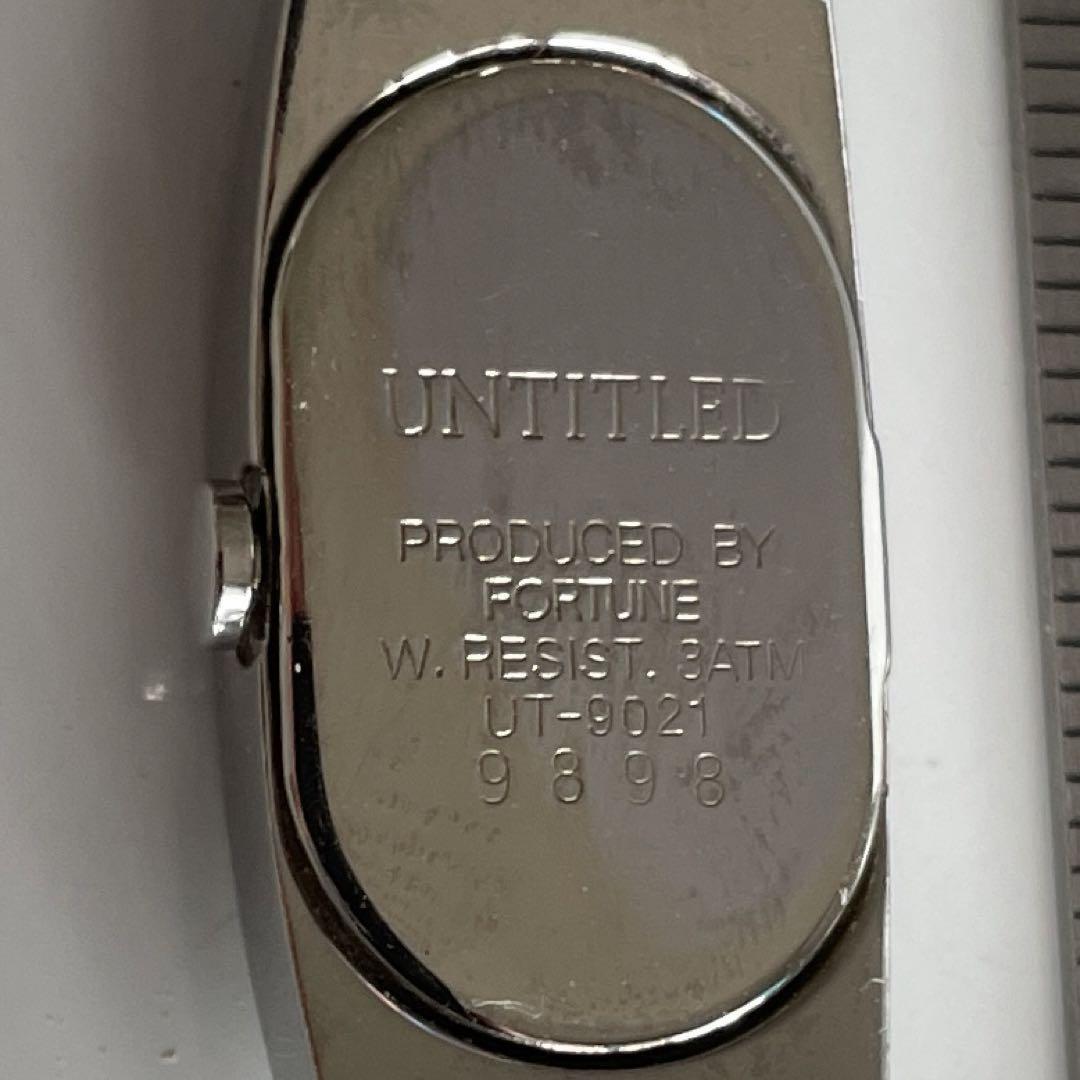 UNTITLED
PRODUCED BY
FORTUNE
W. RESIST. 3ATM
UT-9021
9898